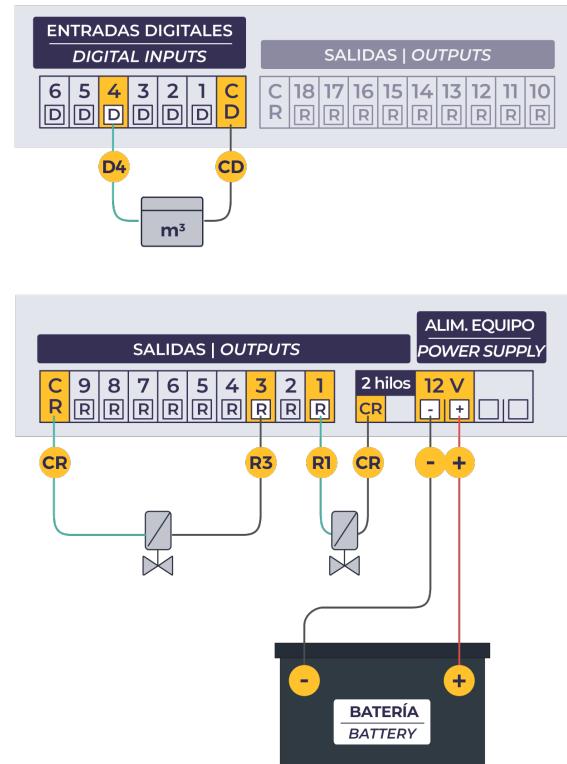 ENTRADAS DIGITALES
DIGITAL INPUTS
6 5 4 3 2 1 C
D D D D D D D
SALIDAS | OUTPUTS
C 18 17 16 15 14 13 12 11 10
R R R R R R R R R R
D4 CD
m³
ALIM. EQUIPO
POWER SUPPLY
SALIDAS | OUTPUTS
C 9 8 7 6 5 4 3 2 1
R R R R R R R R R R
2 hilos 12 V
CR - +
CR R3 R1 CR - +
- +
BATERÍA
BATTERY